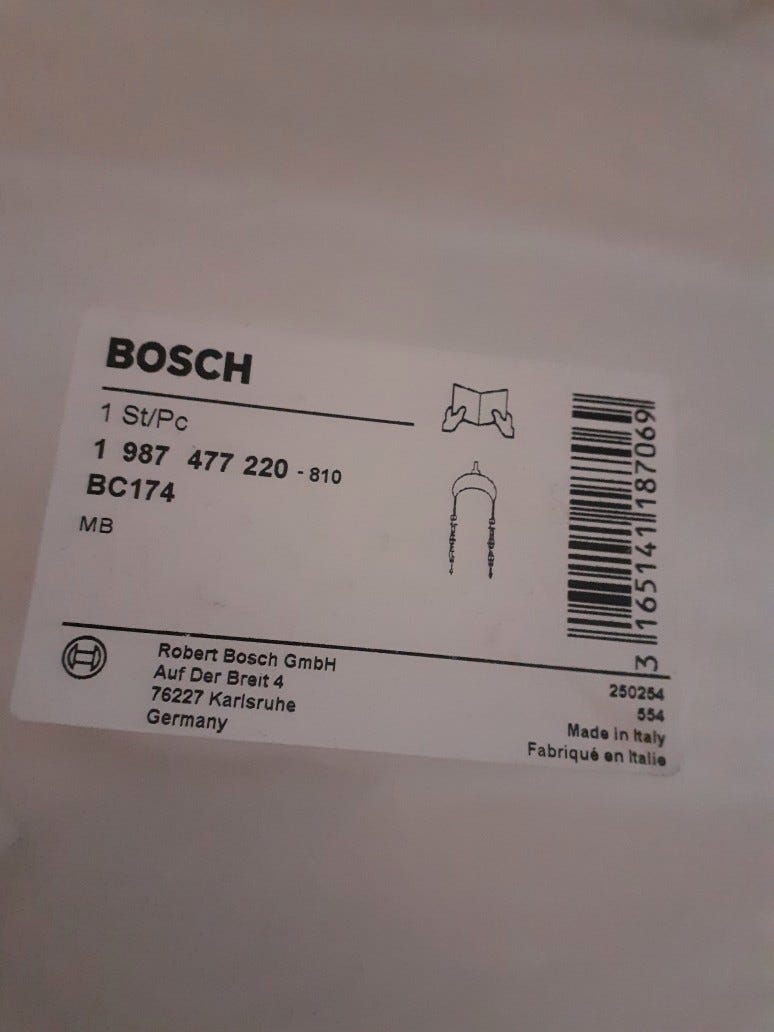 BOSCH
1 St/Pc
1 987 477 220 - 810
BC174
MB
3 165141 187069
Robert Bosch GmbH
Auf Der Breit 4
76227 Karlsruhe
Germany
250254
554
Made in Italy
Fabriqué en Italie